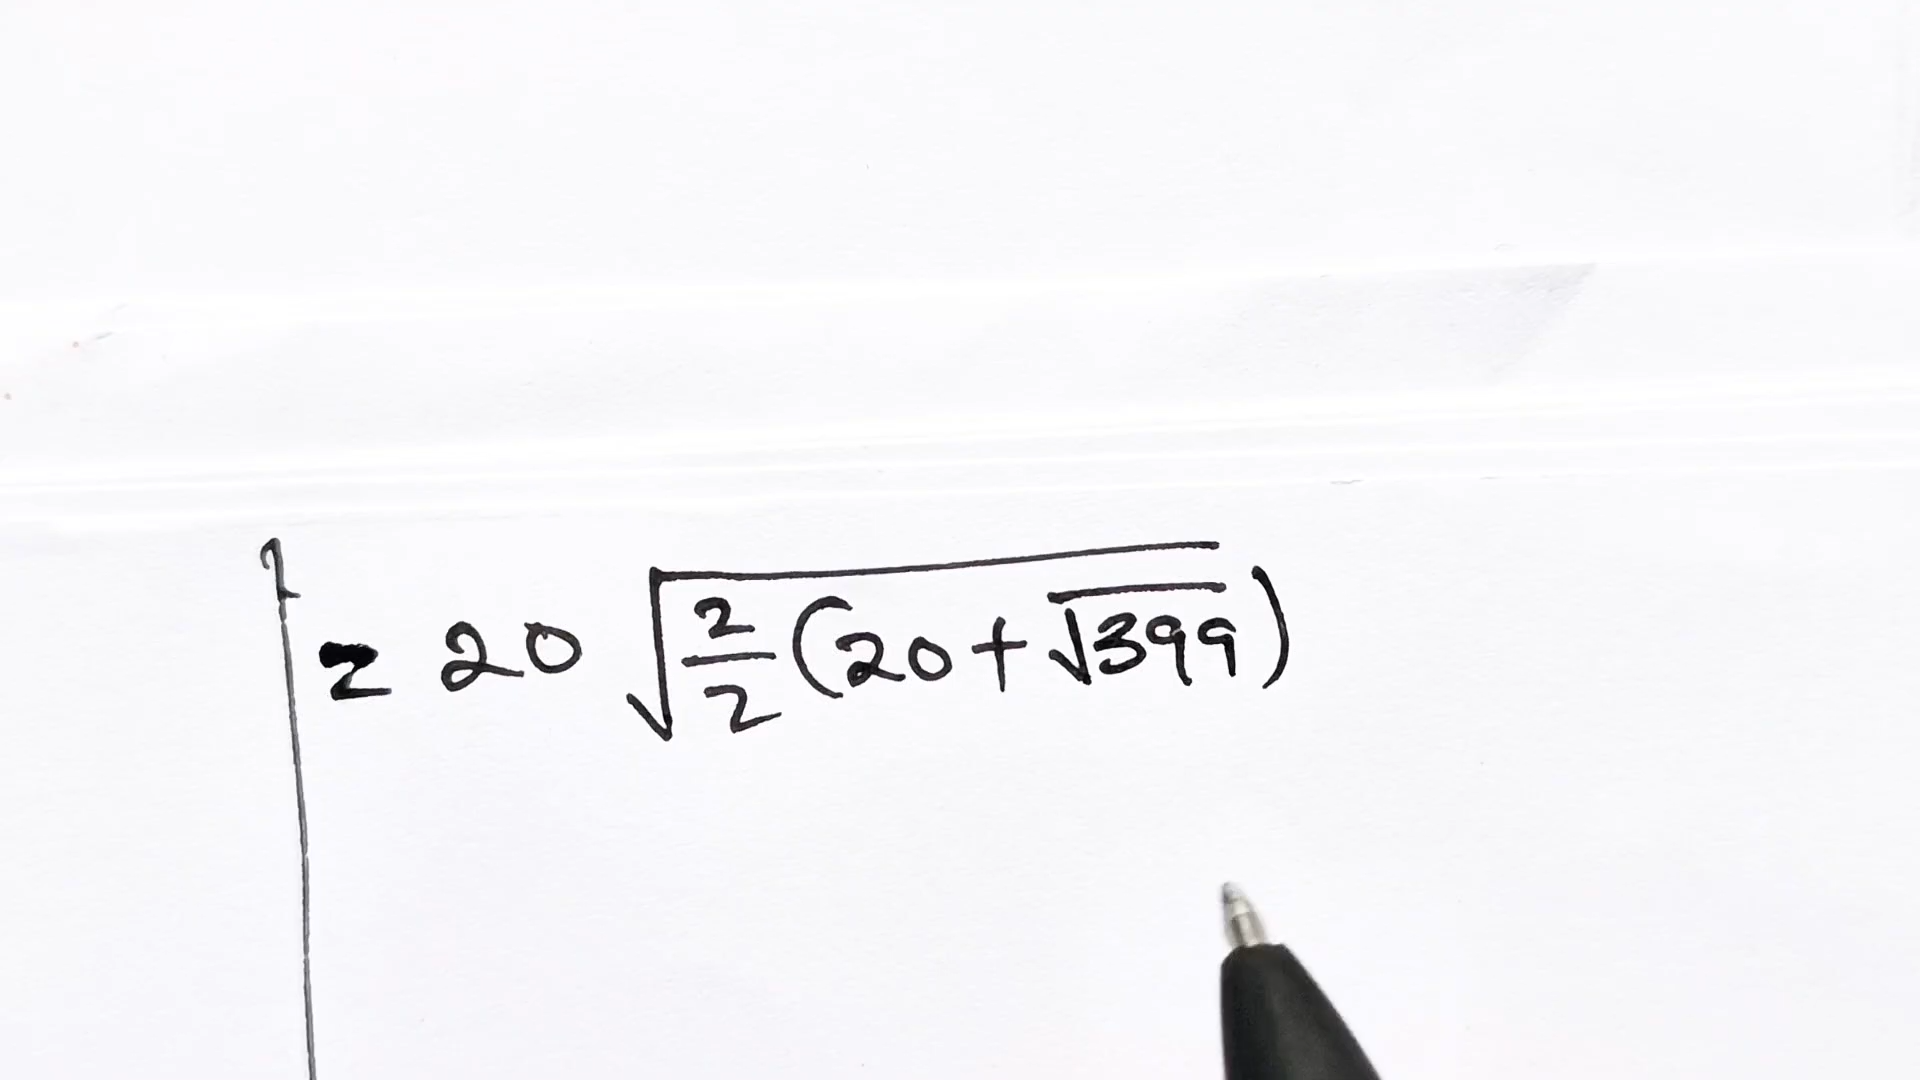 = 20 √(2/2 (20 + √399))